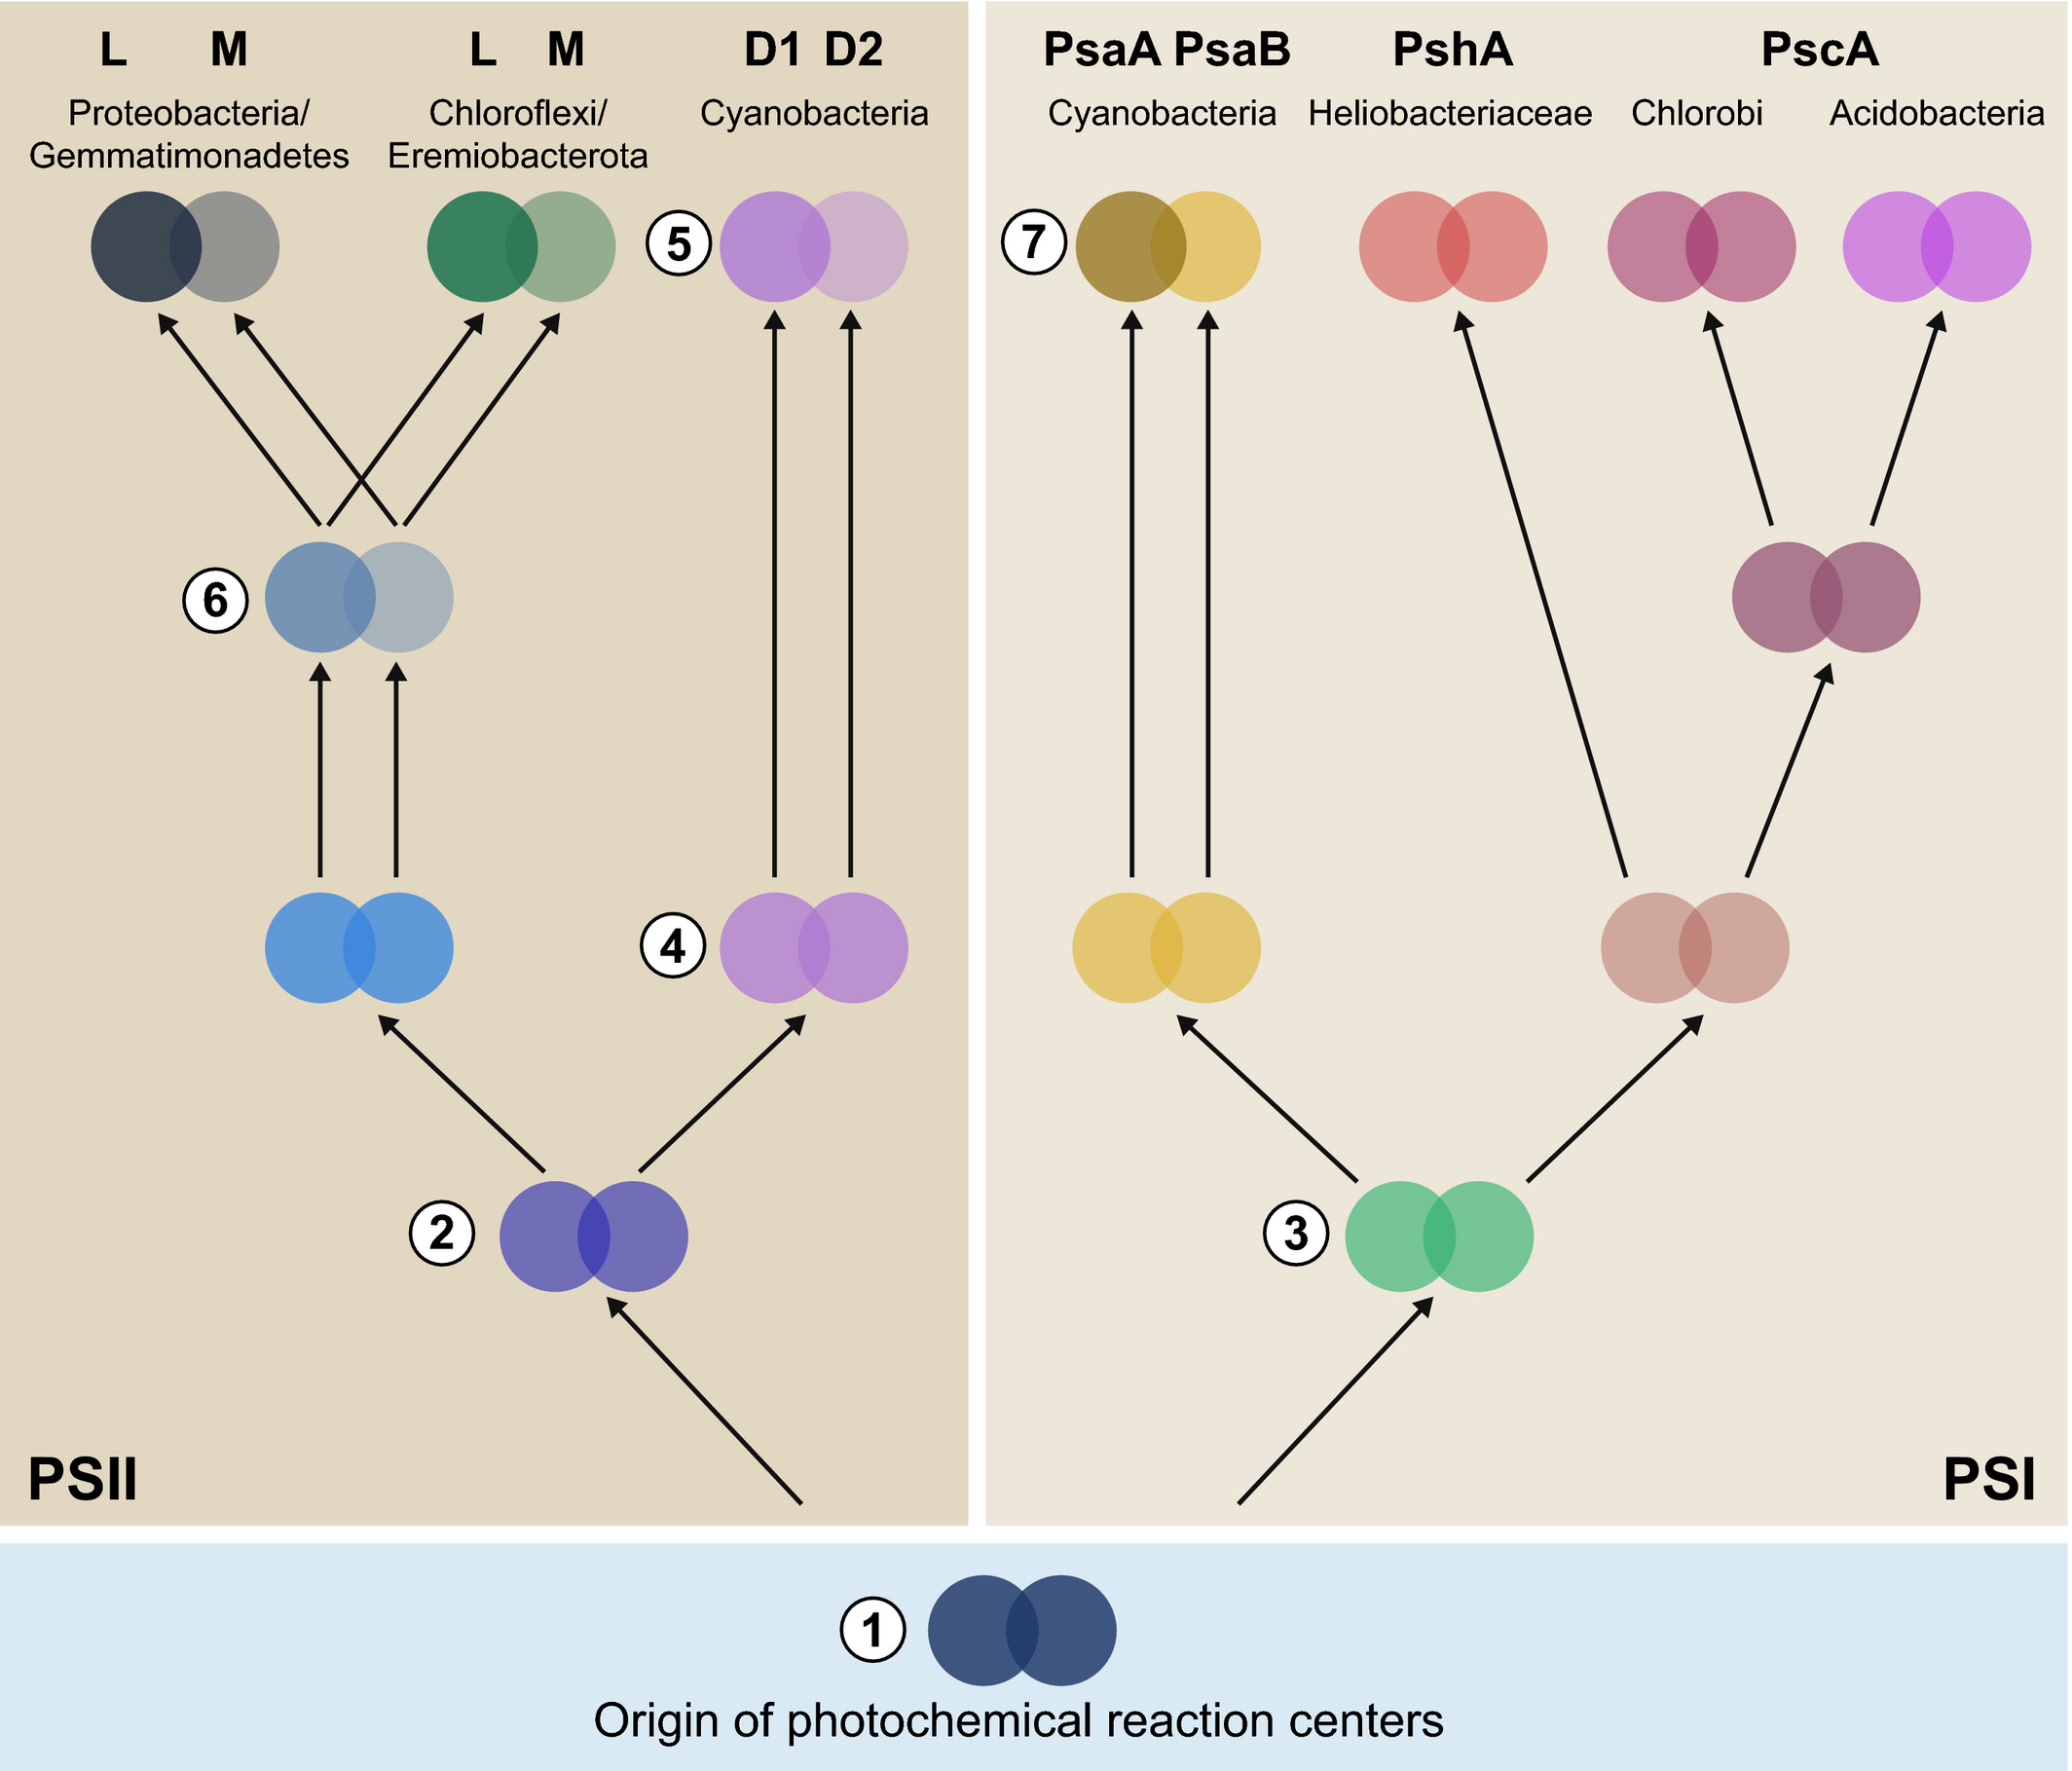 L M L M D1 D2 PsaA PsaB PshA PscA
Proteobacteria/
Gemmatimonadetes
Chloroflexi/
Eremiobacterota
Cyanobacteria
Cyanobacteria
Heliobacteriaceae
Chlorobi
Acidobacteria
5
7
6
4
2
3
PSII
PSI
1
Origin of photochemical reaction centers